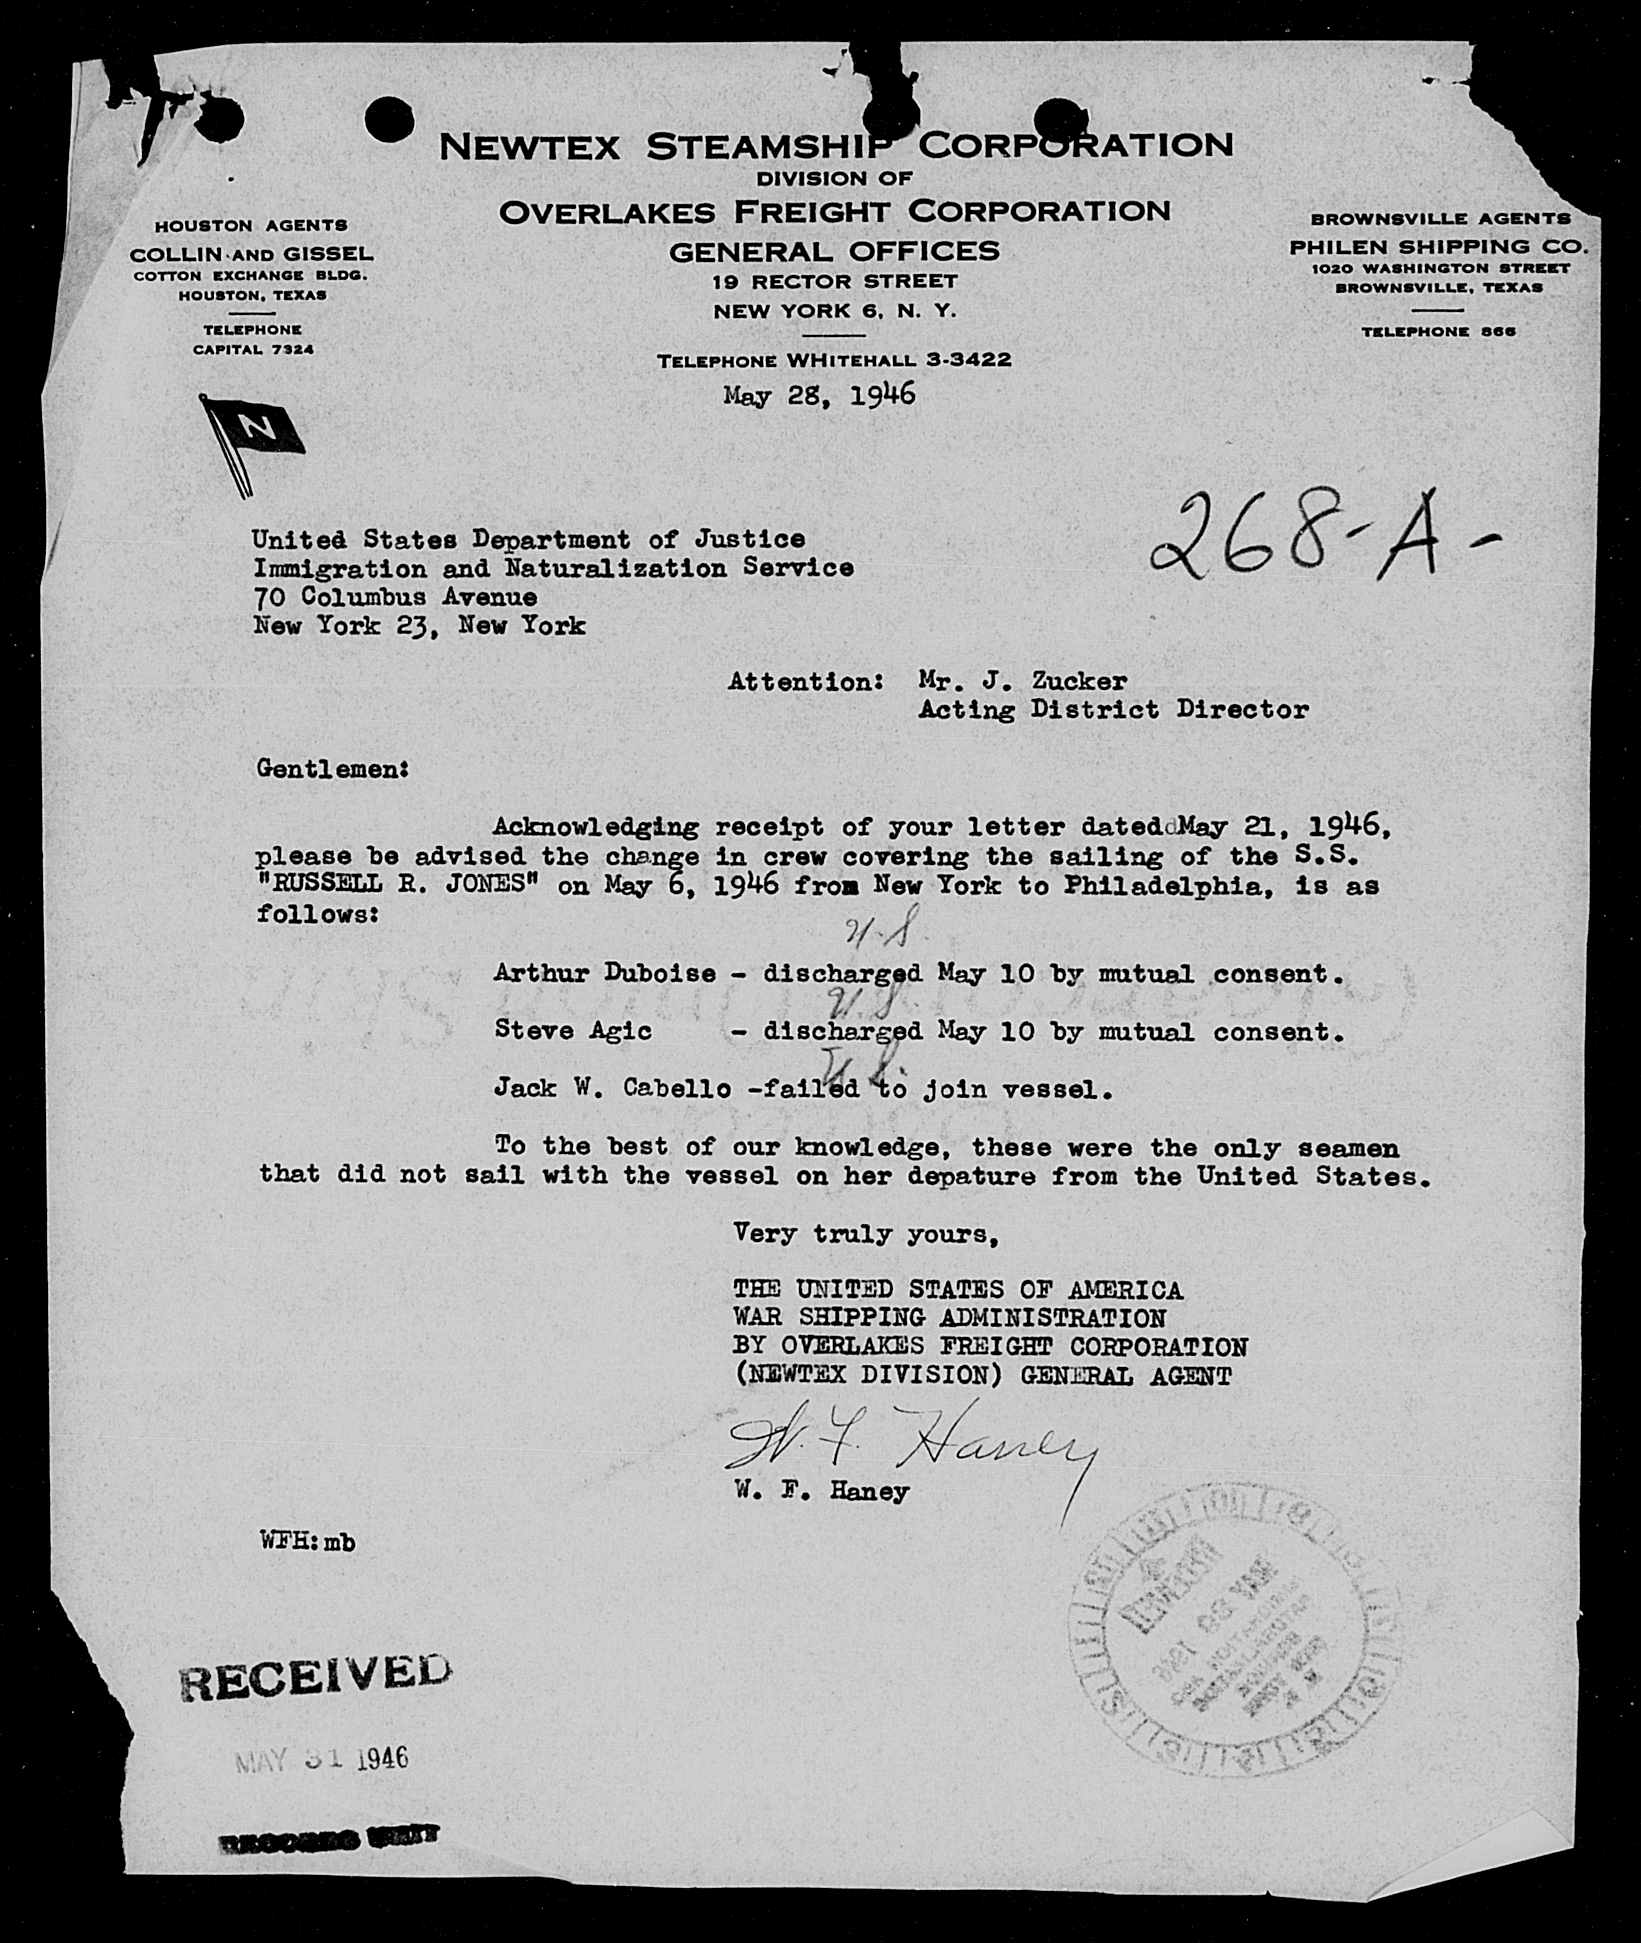 NEWTEX STEAMSHIP CORPORATION
DIVISION OF
OVERLAKES FREIGHT CORPORATION
GENERAL OFFICES
19 RECTOR STREET
NEW YORK 6, N. Y.
TELEPHONE WHITEHALL 3-3422
HOUSTON AGENTS
COLLIN AND GISSEL
COTTON EXCHANGE BLDG.
HOUSTON, TEXAS
TELEPHONE
CAPITAL 7324
BROWNSVILLE AGENTS
PHILEN SHIPPING CO.
1020 WASHINGTON STREET
BROWNSVILLE, TEXAS
TELEPHONE 866
N
May 28, 1946
268-A-
United States Department of Justice
Immigration and Naturalization Service
70 Columbus Avenue
New York 23, New York
Attention: Mr. J. Zucker
Acting District Director
Gentlemen:
Acknowledging receipt of your letter dated May 21, 1946,
please be advised the change in crew covering the sailing of the S.S.
"RUSSELL R. JONES" on May 6, 1946 from New York to Philadelphia, is as
follows:
U.S.
Arthur Duboise - discharged May 10 by mutual consent.
U.S.
Steve Agic - discharged May 10 by mutual consent.
U.S.
Jack W. Cabello -failed to join vessel.
To the best of our knowledge, these were the only seamen
that did not sail with the vessel on her depature from the United States.
Very truly yours,
THE UNITED STATES OF AMERICA
WAR SHIPPING ADMINISTRATION
BY OVERLAKES FREIGHT CORPORATION
(NEWTEX DIVISION) GENERAL AGENT
W. F. Haney
W. F. Haney
WFH:mb
RECEIVED
MAY 31 1946
RECORDS UNIT